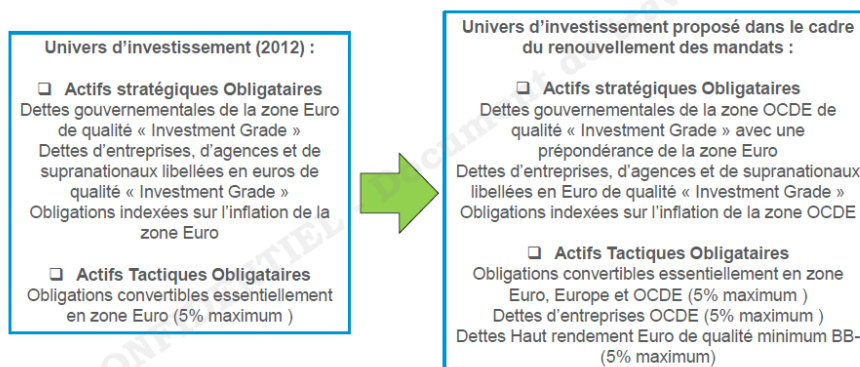 Univers d'investissement (2012) :
❑ Actifs stratégiques Obligataires
Dettes gouvernementales de la zone Euro
de qualité « Investment Grade »
Dettes d'entreprises, d'agences et de
supranationaux libellées en euros de
qualité « Investment Grade »
Obligations indexées sur l'inflation de la
zone Euro
❑ Actifs Tactiques Obligataires
Obligations convertibles essentiellement
en zone Euro (5% maximum )
Univers d'investissement proposé dans le cadre
du renouvellement des mandats :
❑ Actifs stratégiques Obligataires
Dettes gouvernementales de la zone OCDE de
qualité « Investment Grade » avec une
prépondérance de la zone Euro
Dettes d'entreprises, d'agences et de supranationaux
libellées en Euro de qualité « Investment Grade »
Obligations indexées sur l'inflation de la zone OCDE
❑ Actifs Tactiques Obligataires
Obligations convertibles essentiellement en zone
Euro, Europe et OCDE (5% maximum )
Dettes d'entreprises OCDE (5% maximum )
Dettes Haut rendement Euro de qualité minimum BB-
(5% maximum)